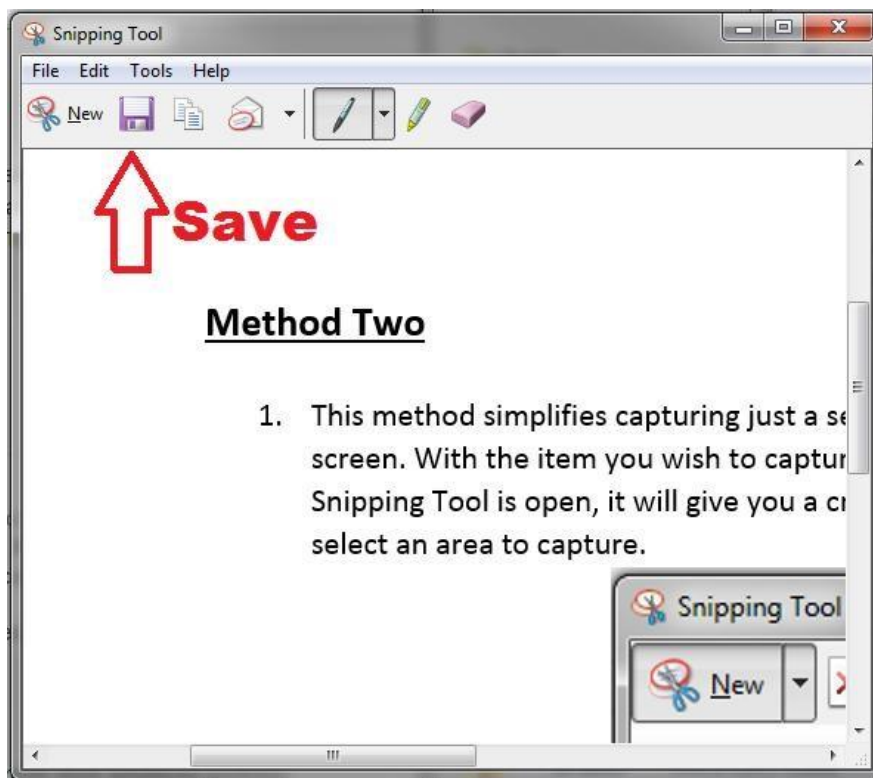 Snipping Tool
File Edit Tools Help
New
Save
Method Two
1. This method simplifies capturing just a se
screen. With the item you wish to captur
Snipping Tool is open, it will give you a cr
select an area to capture.
Snipping Tool
New